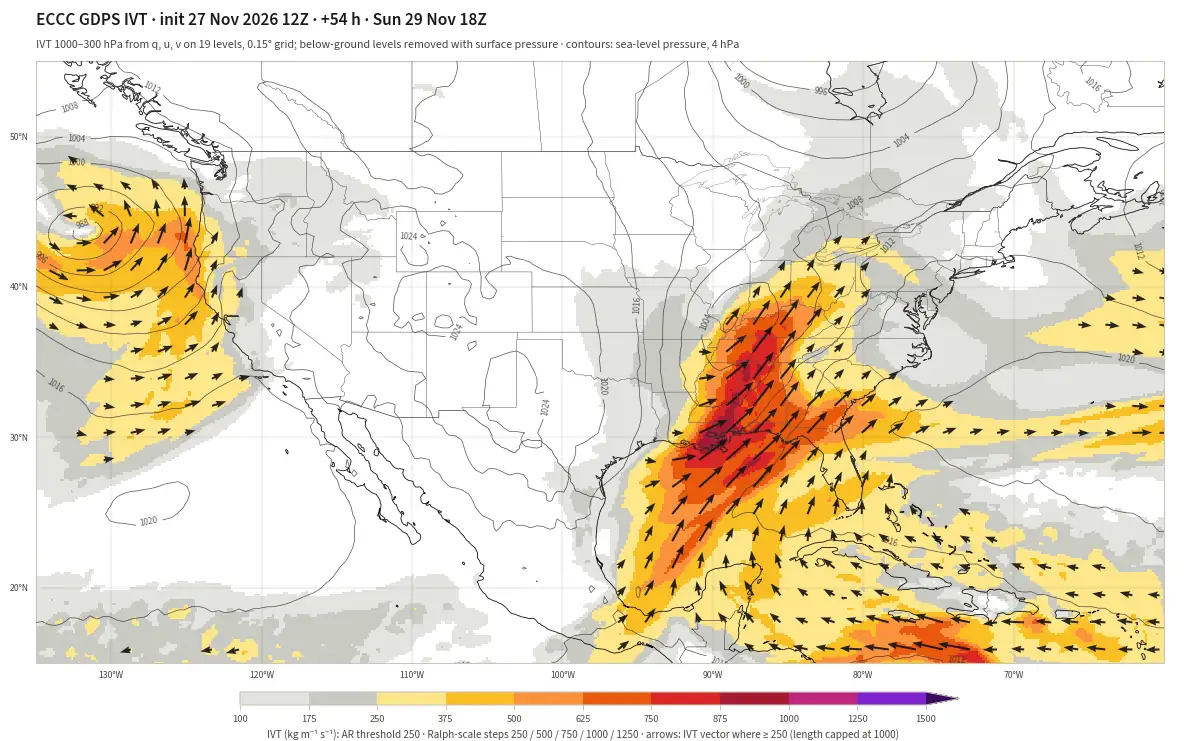 ECCC GDPS IVT · init 27 Nov 2026 12Z · +54 h · Sun 29 Nov 18Z
IVT 1000–300 hPa from q, u, v on 19 levels, 0.15° grid; below-ground levels removed with surface pressure · contours: sea-level pressure, 4 hPa
1012
1008
1004
1000
988
996
1016
1020
1024
1024
1024
1020
1016
1004
1000
996
1004
1008
1012
1016
1012
1020
1016
1012
50°N
40°N
30°N
20°N
130°W
120°W
110°W
100°W
90°W
80°W
70°W
100
175
250
375
500
625
750
875
1000
1250
1500
IVT (kg m⁻¹ s⁻¹): AR threshold 250 · Ralph-scale steps 250 / 500 / 750 / 1000 / 1250 · arrows: IVT vector where ≥ 250 (length capped at 1000)